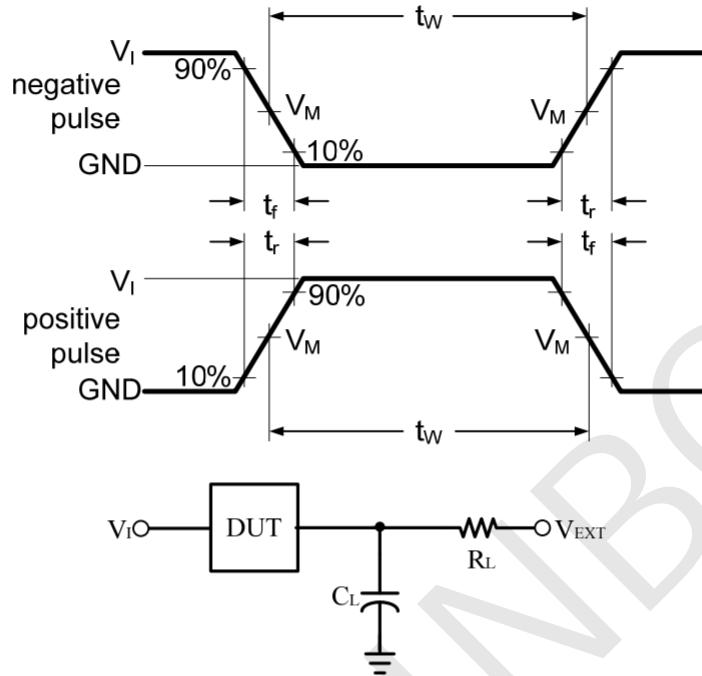 tW
VI
90%
negative
pulse
VM
VM
10%
GND
tf
tr
tr
tf
VI
90%
positive
pulse
VM
VM
10%
GND
tW
VI
DUT
VEXT
RL
CL